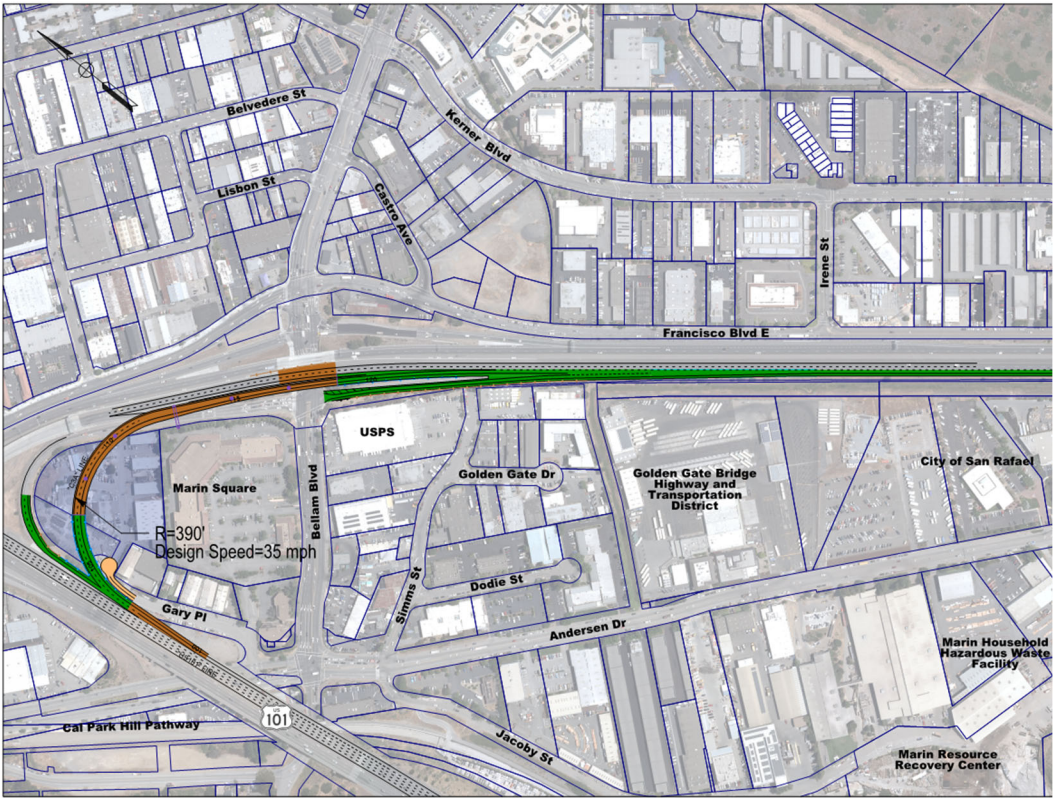 Belvedere St
Kerner Blvd
Lisbon St
Castro Ave
Irene St
Francisco Blvd E
USPS
Marin Square
Bellam Blvd
Golden Gate Dr
Golden Gate Bridge
Highway and
Transportation
District
City of San Rafael
R=390'
Design Speed=35 mph
Simms St
Dodie St
Gary Pl
Andersen Dr
Marin Household
Hazardous Waste
Facility
US
101
Cal Park Hill Pathway
Jacoby St
Marin Resource
Recovery Center